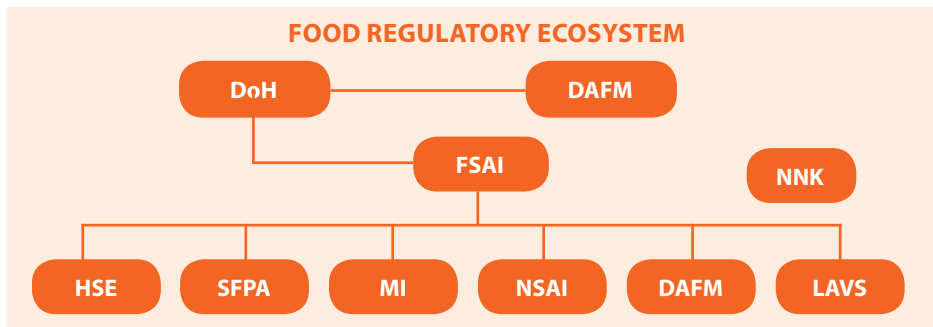 FOOD REGULATORY ECOSYSTEM
DoH
DAFM
FSAI
NNK
HSE
SFPA
MI
NSAI
DAFM
LAVS